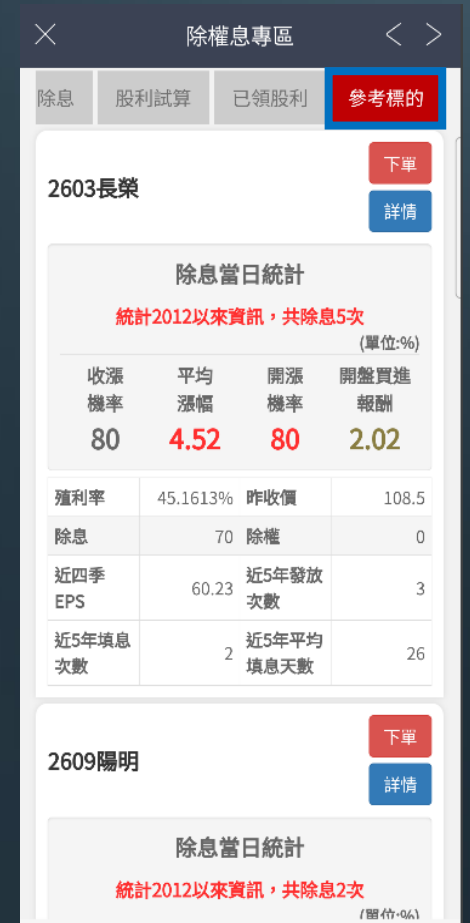 除權息專區
除息 股利試算 已領股利 參考標的
2603長榮
下單
詳情
除息當日統計
統計2012以來資訊，共除息5次
(單位:%)
收漲機率 平均漲幅 開漲機率 開盤買進報酬
80 4.52 80 2.02
殖利率 45.1613% 昨收價 108.5
除息 70 除權 0
近四季EPS 60.23 近5年發放次數 3
近5年填息次數 2 近5年平均填息天數 26
2609陽明
下單
詳情
除息當日統計
統計2012以來資訊，共除息2次
(單位:%)